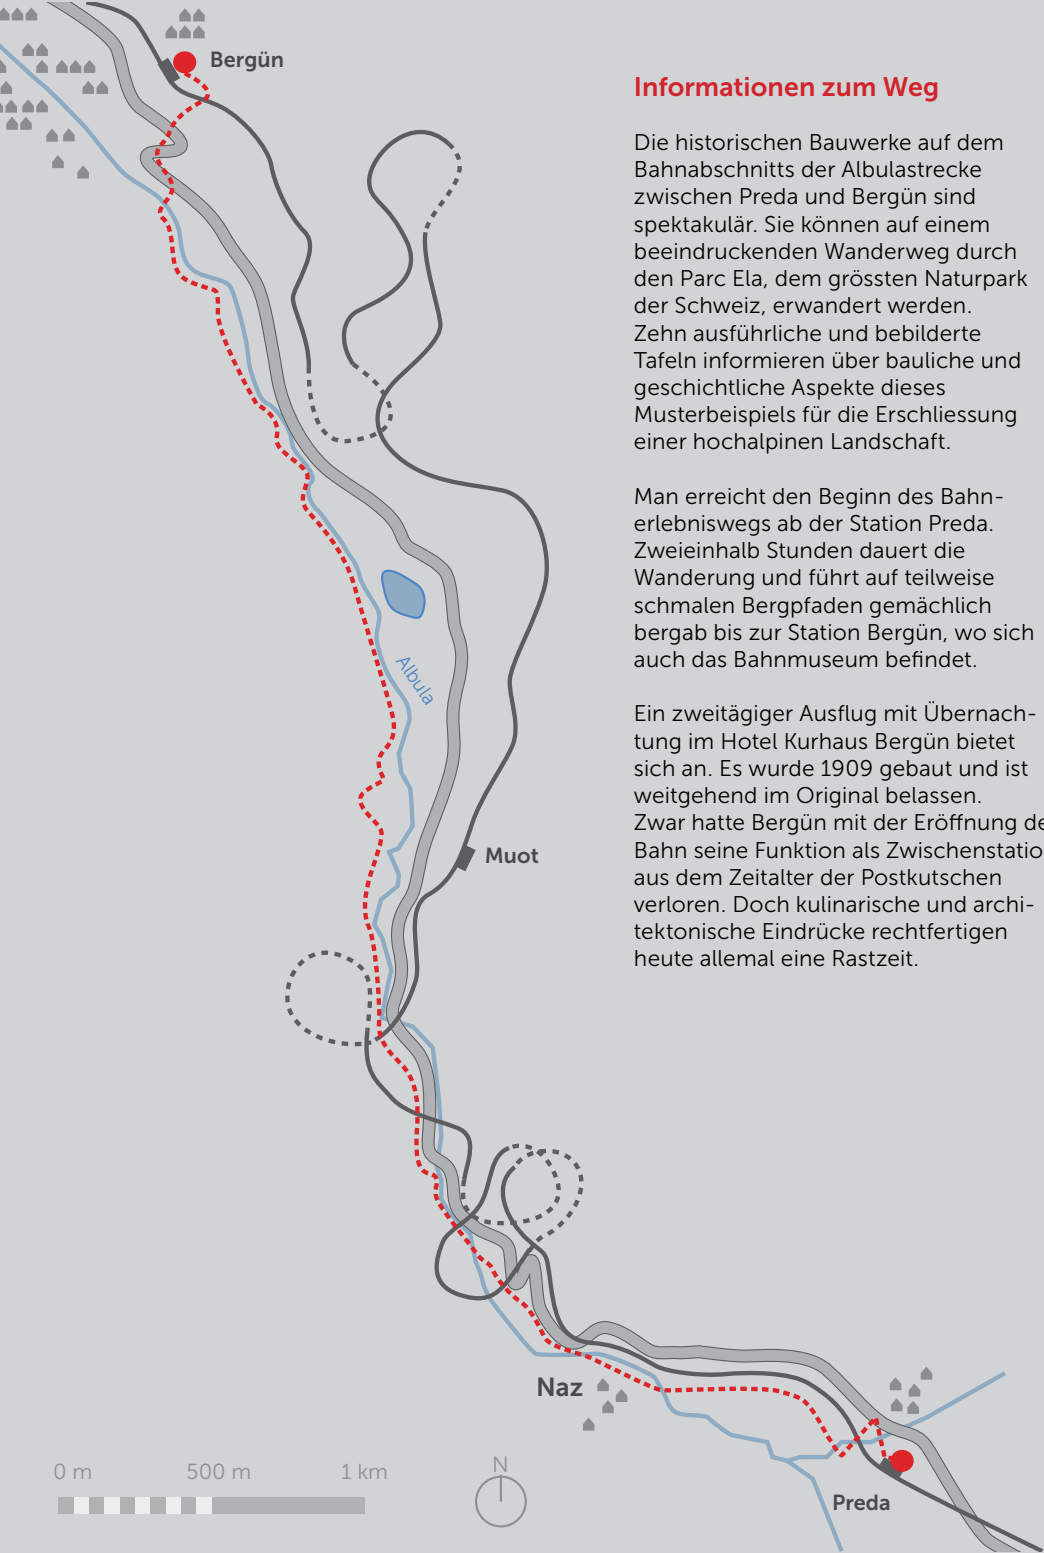 Bergün
Informationen zum Weg
Die historischen Bauwerke auf dem
Bahnabschnitts der Albulastrecke
zwischen Preda und Bergün sind
spektakulär. Sie können auf einem
beeindruckenden Wanderweg durch
den Parc Ela, dem grössten Naturpark
der Schweiz, erwandert werden.
Zehn ausführliche und bebilderte
Tafeln informieren über bauliche und
geschichtliche Aspekte dieses
Musterbeispiels für die Erschliessung
einer hochalpinen Landschaft.
Man erreicht den Beginn des Bahn-
erlebniswegs ab der Station Preda.
Zweieinhalb Stunden dauert die
Wanderung und führt auf teilweise
schmalen Bergpfaden gemächlich
bergab bis zur Station Bergün, wo sich
auch das Bahnmuseum befindet.
Ein zweitägiger Ausflug mit Übernach-
tung im Hotel Kurhaus Bergün bietet
sich an. Es wurde 1909 gebaut und ist
weitgehend im Original belassen.
Zwar hatte Bergün mit der Eröffnung de
Bahn seine Funktion als Zwischenstatio
aus dem Zeitalter der Postkutschen
verloren. Doch kulinarische und archi-
tektonische Eindrücke rechtfertigen
heute allemal eine Rastzeit.
Albula
Muot
Naz
Preda
0 m 500 m 1 km
N